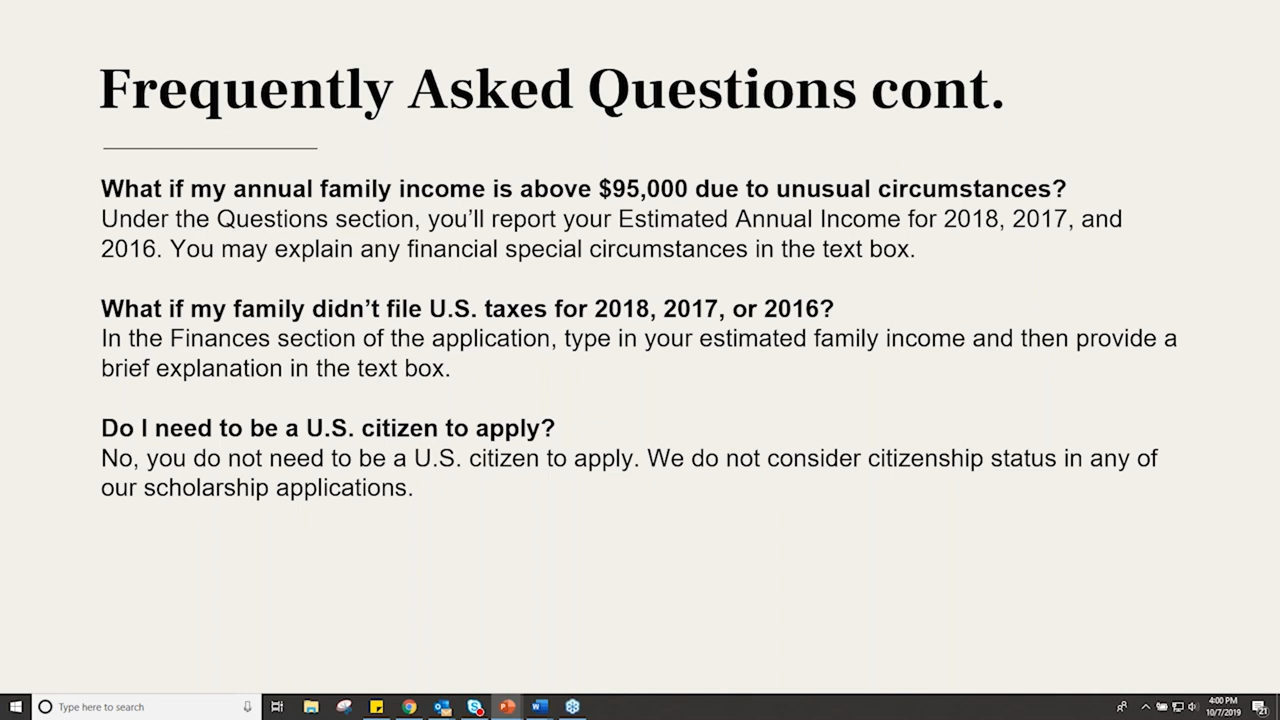 Frequently Asked Questions cont.
What if my annual family income is above $95,000 due to unusual circumstances?
Under the Questions section, you’ll report your Estimated Annual Income for 2018, 2017, and
2016. You may explain any financial special circumstances in the text box.
What if my family didn’t file U.S. taxes for 2018, 2017, or 2016?
In the Finances section of the application, type in your estimated family income and then provide a
brief explanation in the text box.
Do I need to be a U.S. citizen to apply?
No, you do not need to be a U.S. citizen to apply. We do not consider citizenship status in any of
our scholarship applications.
Type here to search
4:00 PM
10/7/2019